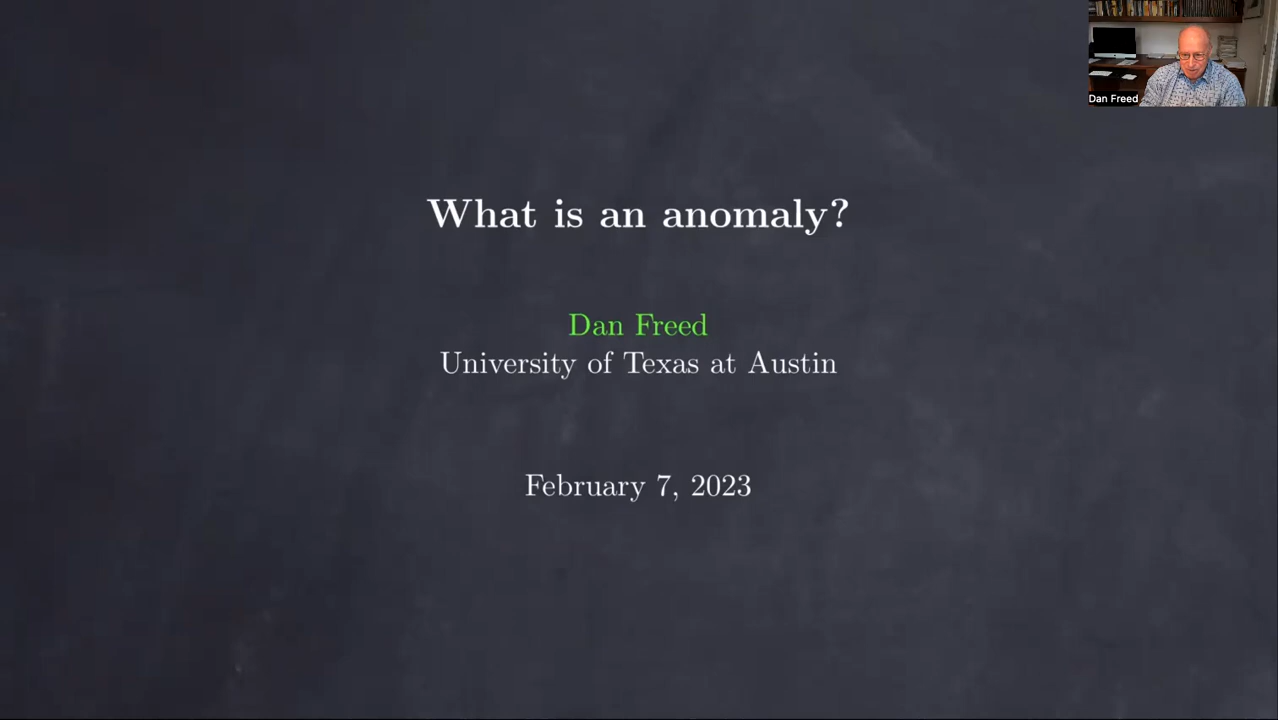 What is an anomaly?
Dan Freed
University of Texas at Austin
February 7, 2023
Dan Freed